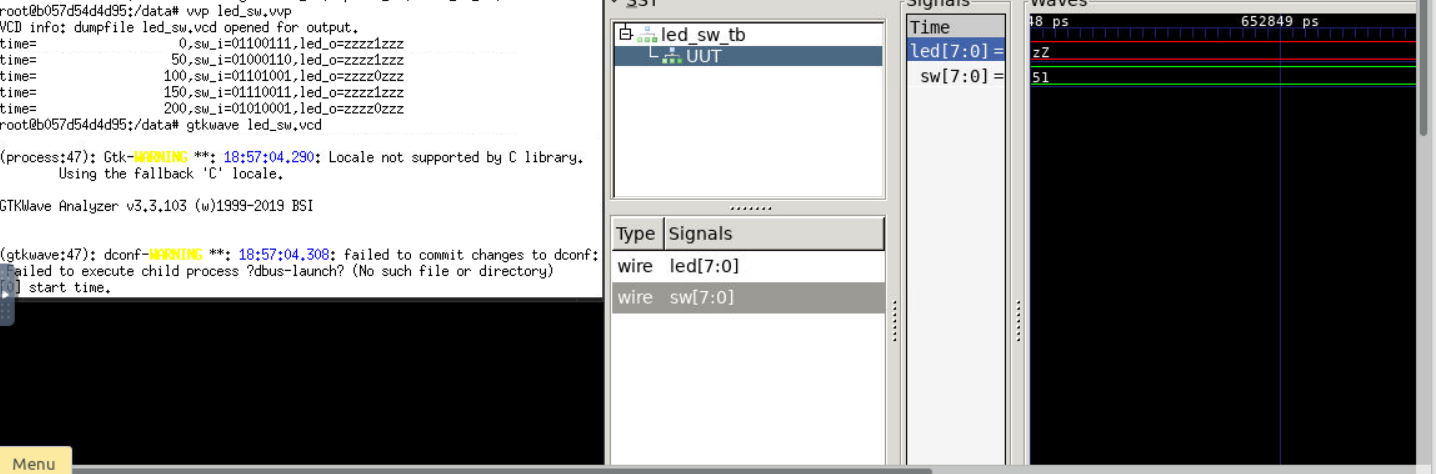 root@b057d54d4d95:/data# vvp led_sw.vvp
VCD info: dumpfile led_sw.vcd opened for output.
time=                   0,sw_i=01100111,led_o=zzzz1zzz
time=                  50,sw_i=01000110,led_o=zzzz1zzz
time=                 100,sw_i=01101001,led_o=zzzz0zzz
time=                 150,sw_i=01110011,led_o=zzzz1zzz
time=                 200,sw_i=01010001,led_o=zzzz0zzz
root@b057d54d4d95:/data# gtkwave led_sw.vcd
(process:47): Gtk-WARNING **: 18:57:04.290: Locale not supported by C library.
Using the fallback 'C' locale.
GTKWave Analyzer v3.3.103 (w)1999-2019 BSI
(gtkwave:47): dconf-WARNING **: 18:57:04.308: failed to commit changes to dconf:
Failed to execute child process ?dbus-launch? (No such file or directory)
[0] start time.
Menu
SST
led_sw_tb
UUT
Type Signals
wire led[7:0]
wire sw[7:0]
Signals
Time
led[7:0] =
sw[7:0] =
Waves
48 ps 652849 ps
zZ
51